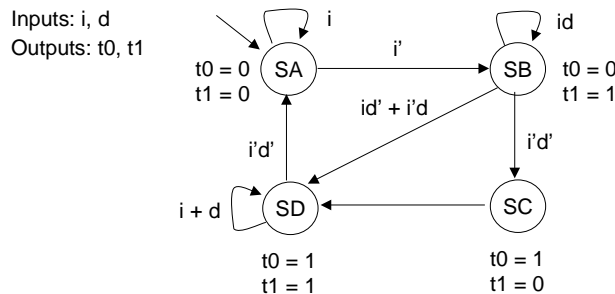 Inputs: i, d
Outputs: t0, t1
i
id
t0 = 0
t1 = 0
SA
i'
SB
t0 = 0
t1 = 1
id' + i'd
i'd'
i'd'
i + d
SD
SC
t0 = 1
t1 = 1
t0 = 1
t1 = 0